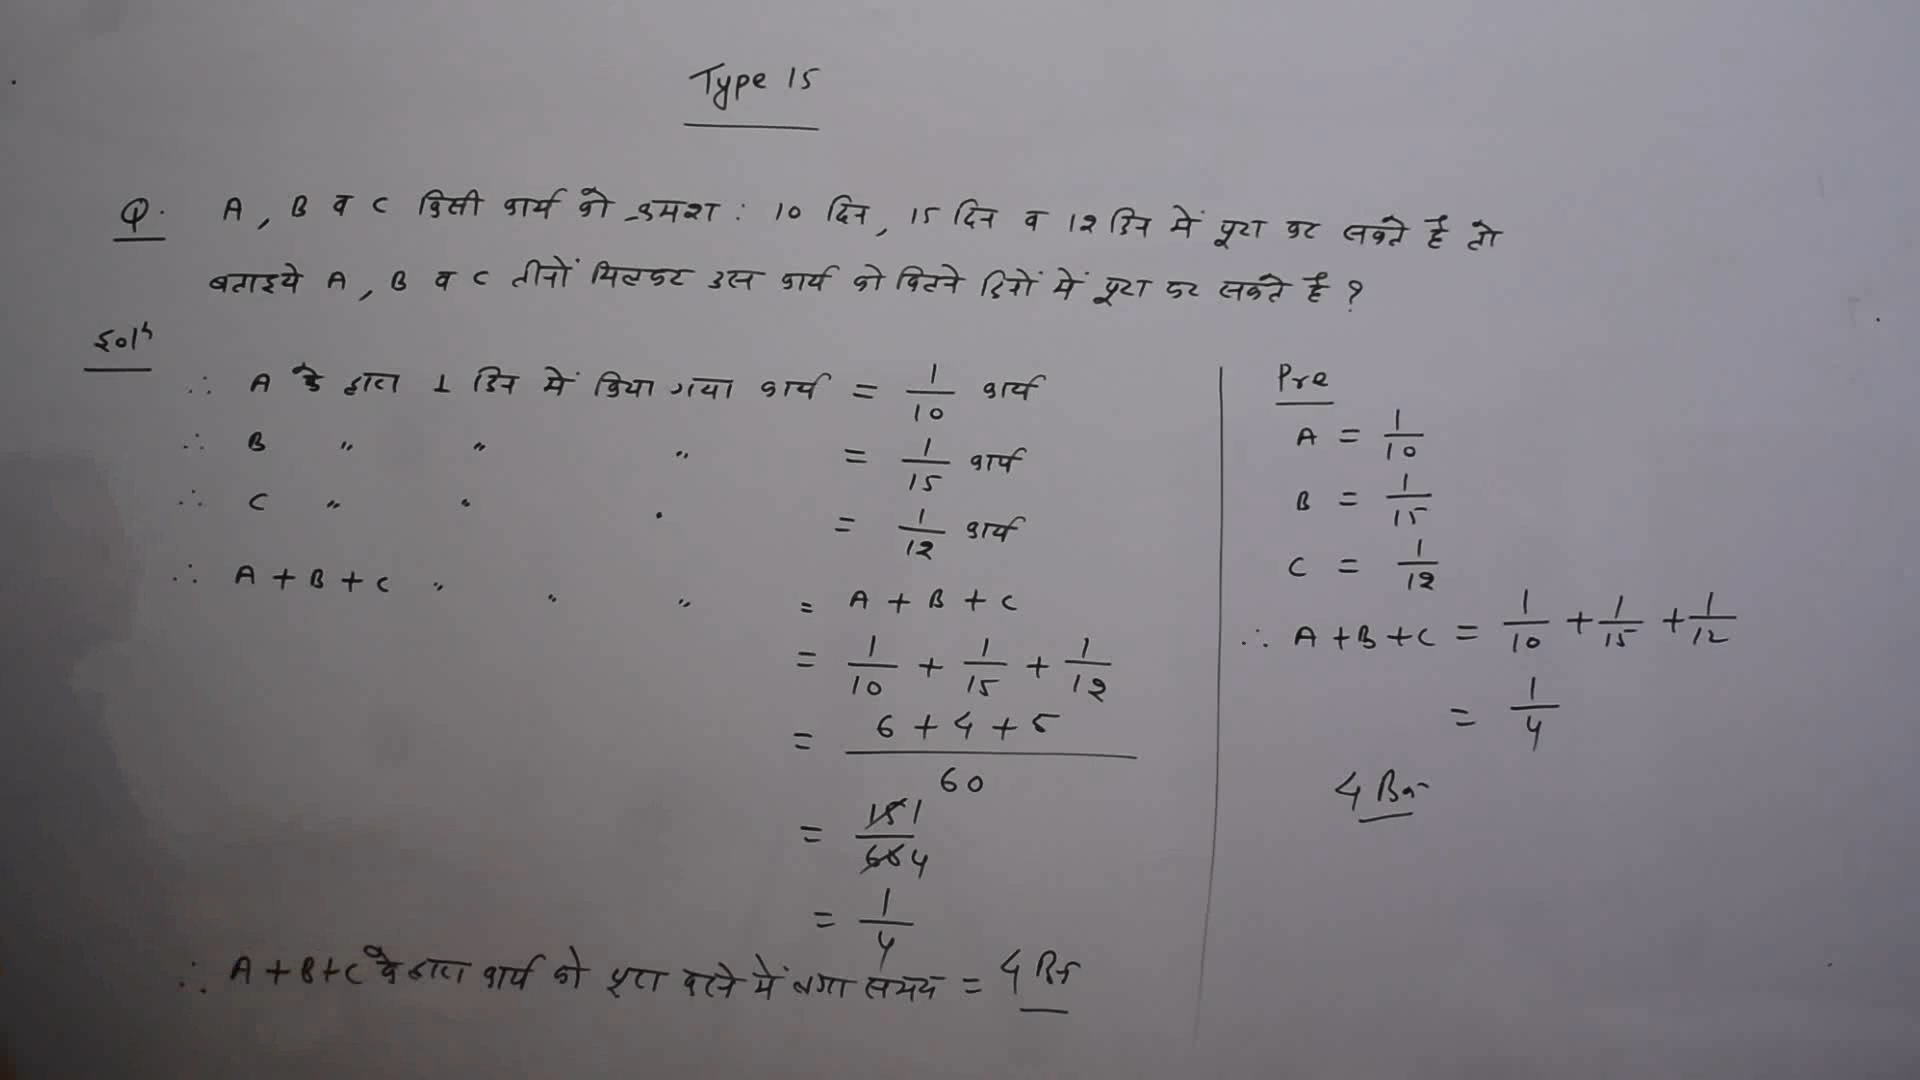 Type 15
Q. A, B व C किसी कार्य को क्रमश: 10 दिन, 15 दिन व 12 दिन में पूरा कर सकते है तो
बताइये A, B व C तीनों मिलकर उस कार्य को कितने दिनों में पूरा कर सकते है ?
Solⁿ
∴ A के द्वारा 1 दिन में किया गया कार्य = 1/10 कार्य
∴ B " " " = 1/15 कार्य
∴ C " " " = 1/12 कार्य
∴ A + B + C " " " = A + B + C
= 1/10 + 1/15 + 1/12
= (6 + 4 + 5)/60
= 15/60 1/4
= 1/4
∴ A+B+C के द्वारा कार्य को पूरा करने में लगा समय = 4 दिन
Pre
A = 1/10
B = 1/15
C = 1/12
∴ A+B+C = 1/10 + 1/15 + 1/12
= 1/4
4 दिन